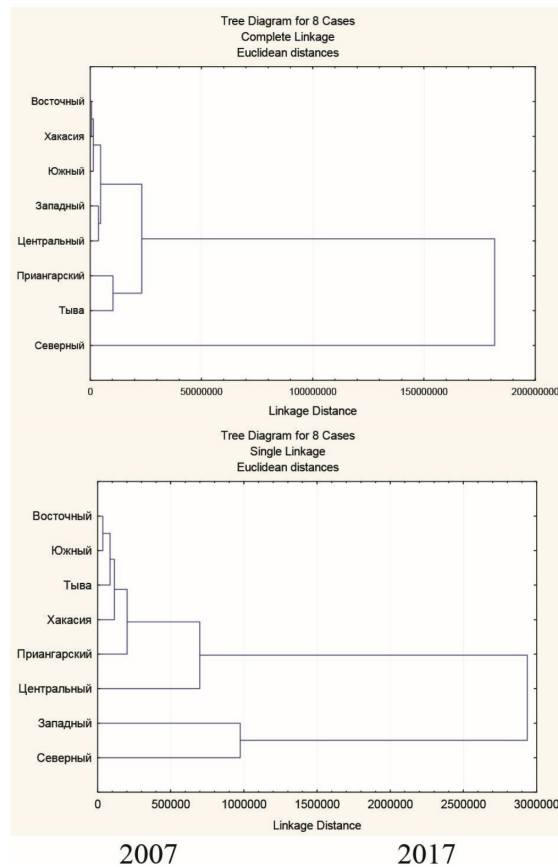 Tree Diagram for 8 Cases
Complete Linkage
Euclidean distances
Восточный
Хакасия
Южный
Западный
Центральный
Приангарский
Тыва
Северный
0 50000000 100000000 150000000 200000000
Linkage Distance
Tree Diagram for 8 Cases
Single Linkage
Euclidean distances
Восточный
Южный
Тыва
Хакасия
Приангарский
Центральный
Западный
Северный
0 500000 1000000 1500000 2000000 2500000 3000000
Linkage Distance
2007 2017